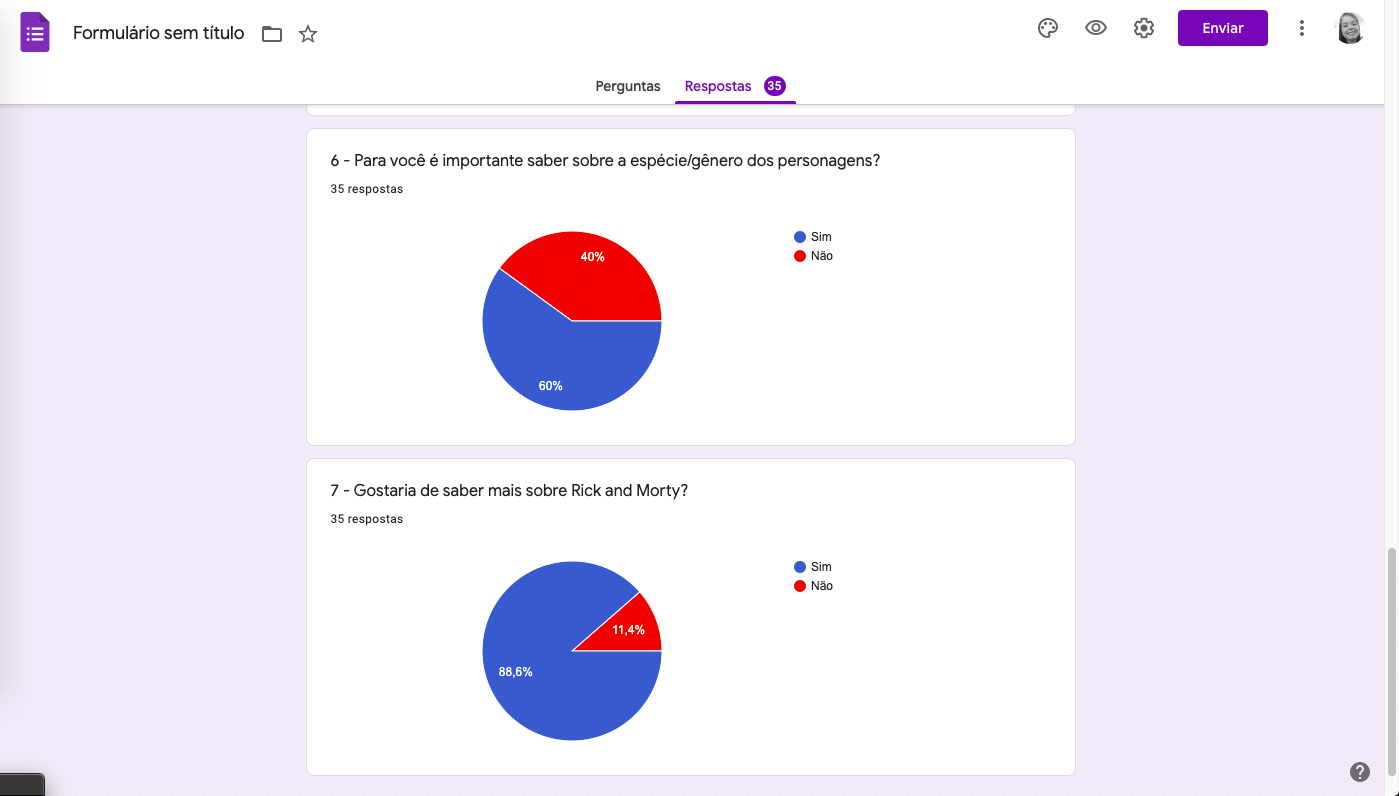 Formulário sem título
Enviar
Perguntas
Respostas 35
6 - Para você é importante saber sobre a espécie/gênero dos personagens?
35 respostas
Sim
Não
40%
60%
7 - Gostaria de saber mais sobre Rick and Morty?
35 respostas
Sim
Não
11,4%
88,6%